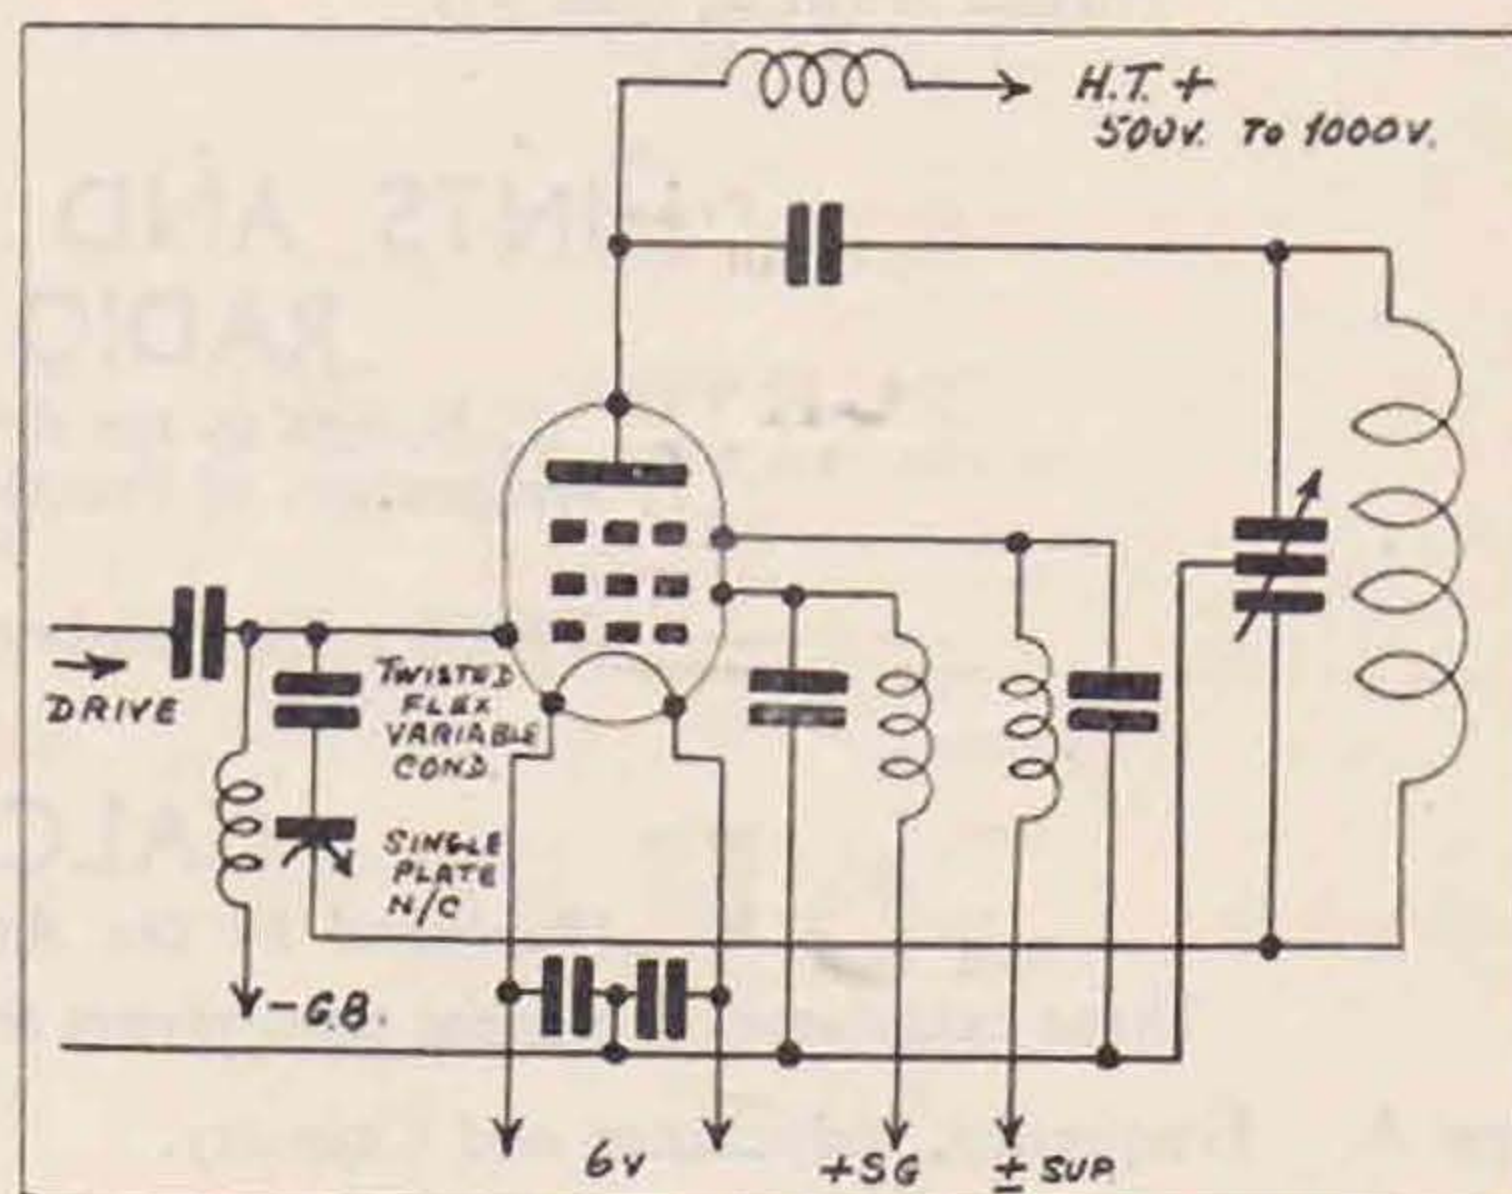 H.T. +
500V. TO 1000V.
DRIVE
TWISTED
FLEX
VARIABLE
COND.
SINGLE
PLATE
N/C
-G.B.
6V
+SG
± SUP